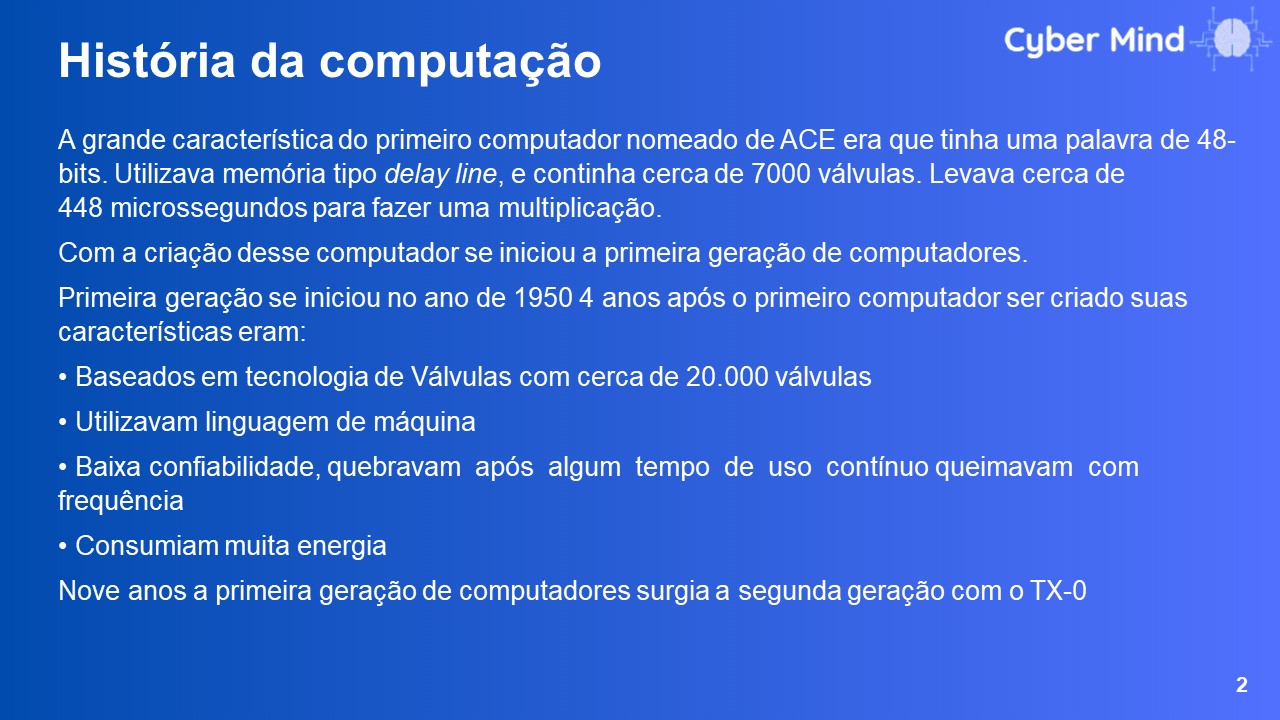 História da computação
Cyber Mind
A grande característica do primeiro computador nomeado de ACE era que tinha uma palavra de 48-
bits. Utilizava memória tipo delay line, e continha cerca de 7000 válvulas. Levava cerca de
448 microssegundos para fazer uma multiplicação.
Com a criação desse computador se iniciou a primeira geração de computadores.
Primeira geração se iniciou no ano de 1950 4 anos após o primeiro computador ser criado suas
características eram:
• Baseados em tecnologia de Válvulas com cerca de 20.000 válvulas
• Utilizavam linguagem de máquina
• Baixa confiabilidade, quebravam após algum tempo de uso contínuo queimavam com
frequência
• Consumiam muita energia
Nove anos a primeira geração de computadores surgia a segunda geração com o TX-0
2